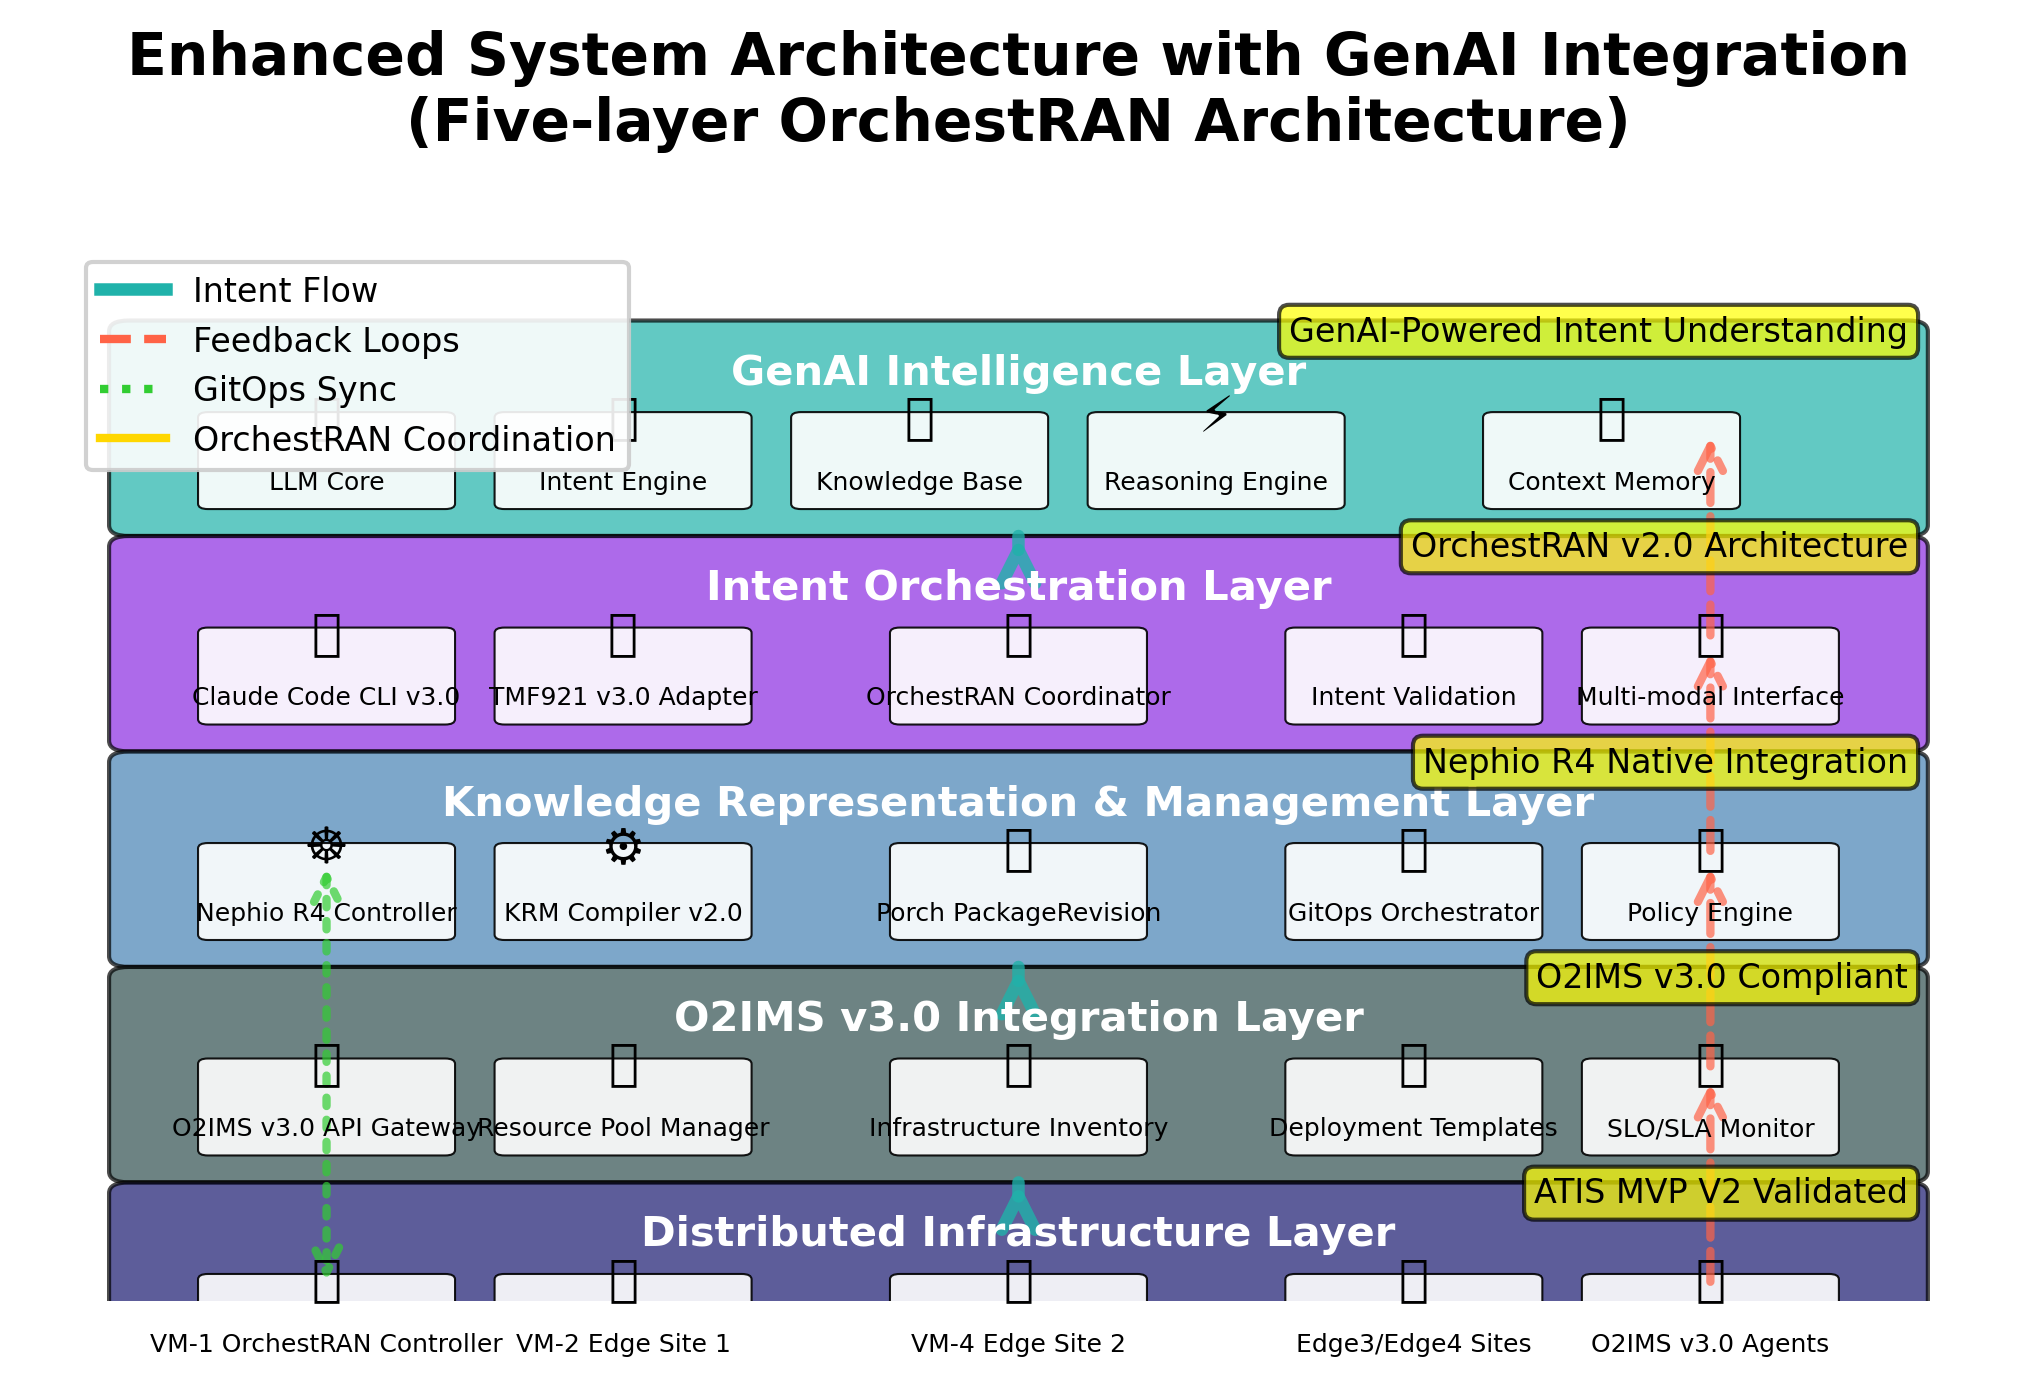 Enhanced System Architecture with GenAI Integration
(Five-layer OrchestRAN Architecture)
Intent Flow
Feedback Loops
GitOps Sync
OrchestRAN Coordination
GenAI-Powered Intent Understanding
GenAI Intelligence Layer
LLM Core
Intent Engine
Knowledge Base
Reasoning Engine
Context Memory
OrchestRAN v2.0 Architecture
Intent Orchestration Layer
Claude Code CLI v3.0
TMF921 v3.0 Adapter
OrchestRAN Coordinator
Intent Validation
Multi-modal Interface
Nephio R4 Native Integration
Knowledge Representation & Management Layer
Nephio R4 Controller
KRM Compiler v2.0
Porch PackageRevision
GitOps Orchestrator
Policy Engine
O2IMS v3.0 Compliant
O2IMS v3.0 Integration Layer
O2IMS v3.0 API Gateway
Resource Pool Manager
Infrastructure Inventory
Deployment Templates
SLO/SLA Monitor
ATIS MVP V2 Validated
Distributed Infrastructure Layer
VM-1 OrchestRAN Controller
VM-2 Edge Site 1
VM-4 Edge Site 2
Edge3/Edge4 Sites
O2IMS v3.0 Agents